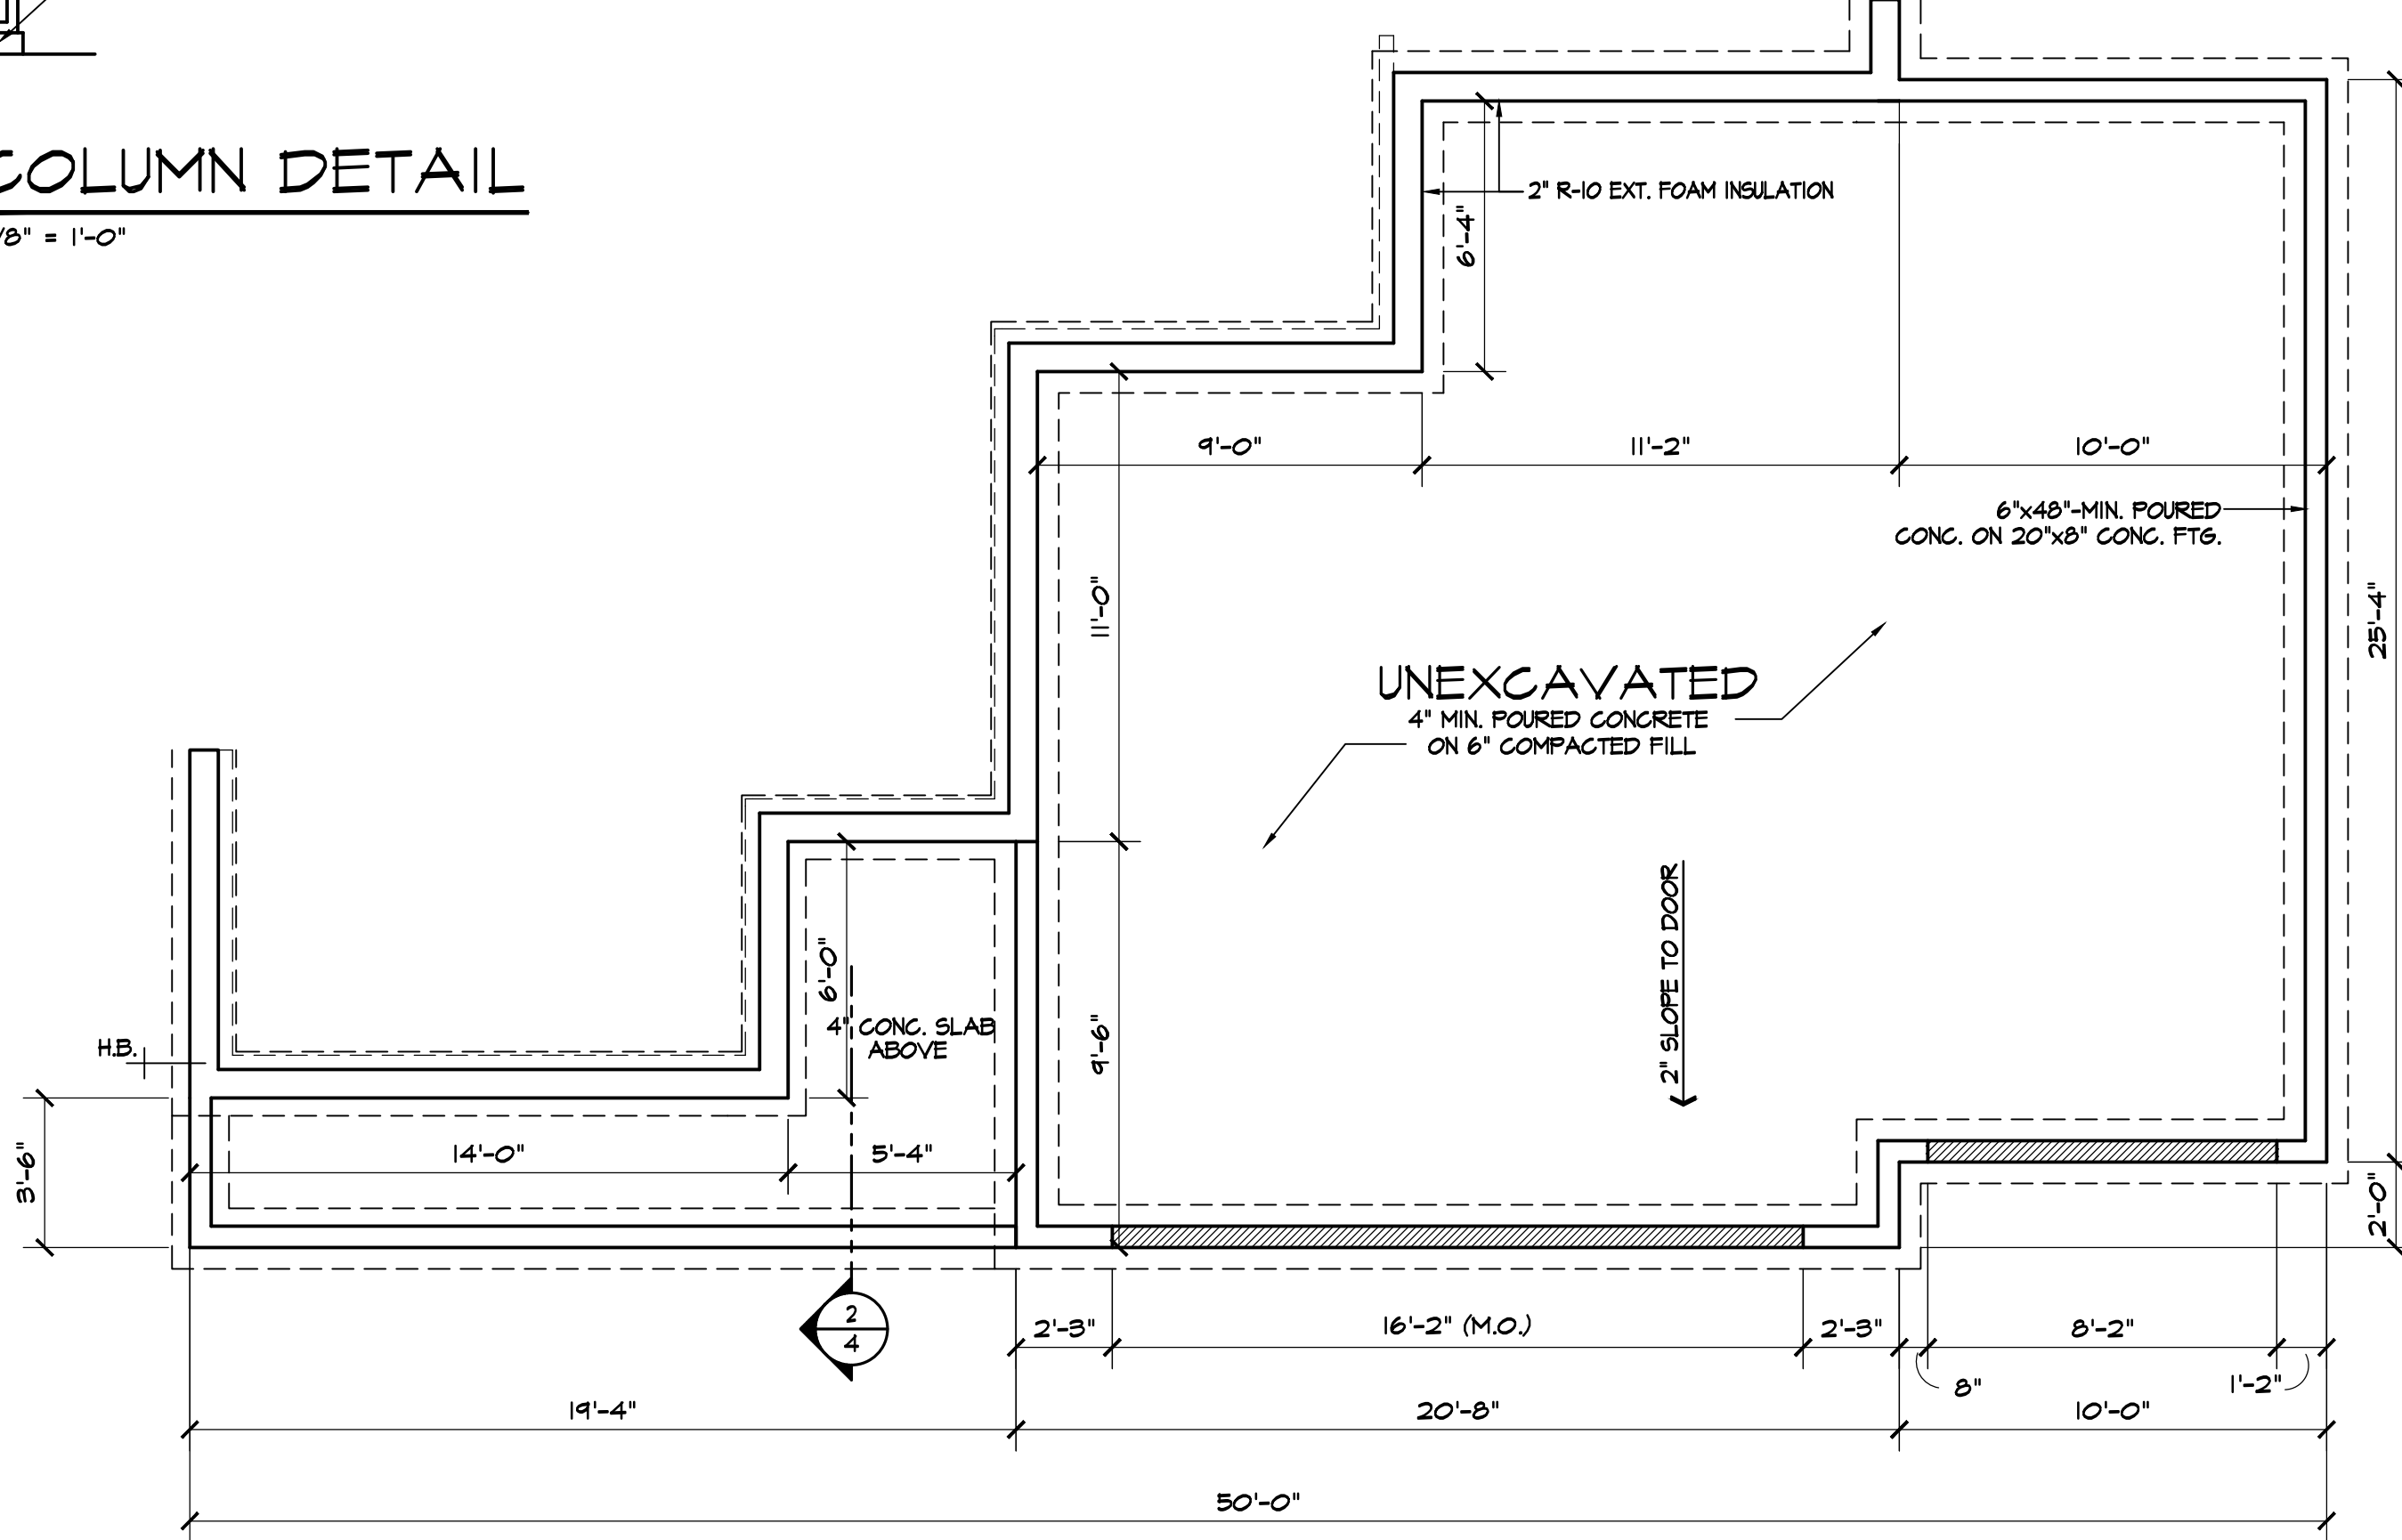 COLUMN DETAIL
/8" = 1'-0"
2" R-10 EXT. FOAM INSULATION
6'-4"
9'-0"
11'-2"
10'-0"
6"x48"-MIN. POURED
CONC. ON 20"x8" CONC. FTG.
11'-0"
25'-4"
UNEXCAVATED
4" MIN. POURED CONCRETE
ON 6" COMPACTED FILL
6'-0"
4" CONC. SLAB
ABOVE
9'-6"
2" SLOPE TO DOOR
H.B.
3'-6"
14'-0"
5'-4"
2'-0"
2
4
2'-3"
16'-2" (M.O.)
2'-3"
8'-2"
8"
1'-2"
19'-4"
20'-8"
10'-0"
50'-0"